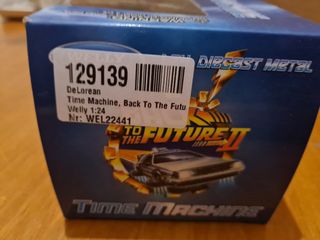 DIECAST METAL
129139
DeLorean
Time Machine, Back To The Futu
Welly 1:24
Nr: WEL22441
TO
THE FUTURE II
TIME MACHINE